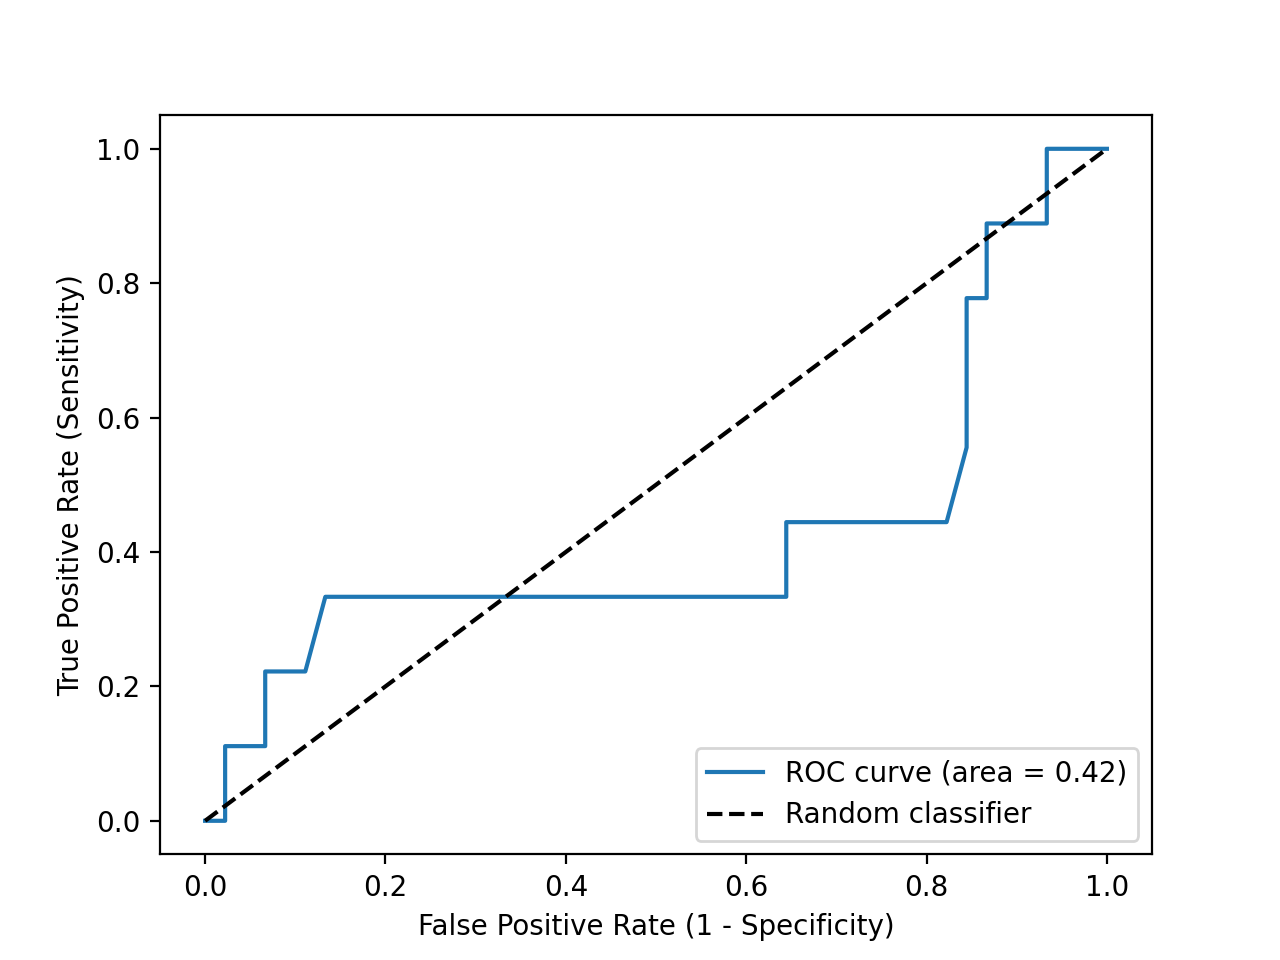 1.0
0.8
0.6
0.4
0.2
0.0
True Positive Rate (Sensitivity)
ROC curve (area = 0.42)
Random classifier
0.0 0.2 0.4 0.6 0.8 1.0
False Positive Rate (1 - Specificity)